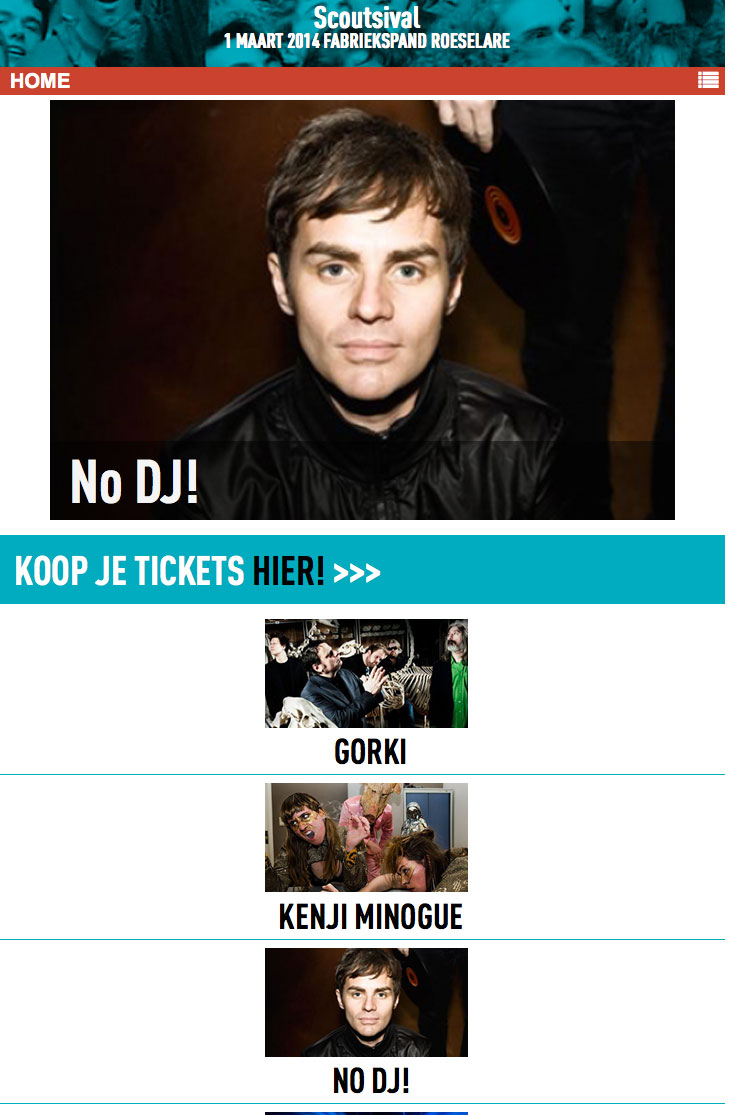 Scoutsival
1 MAART 2014 FABRIEKSPAND ROESELARE
HOME
No DJ!
KOOP JE TICKETS HIER! >>>
GORKI
KENJI MINOGUE
NO DJ!